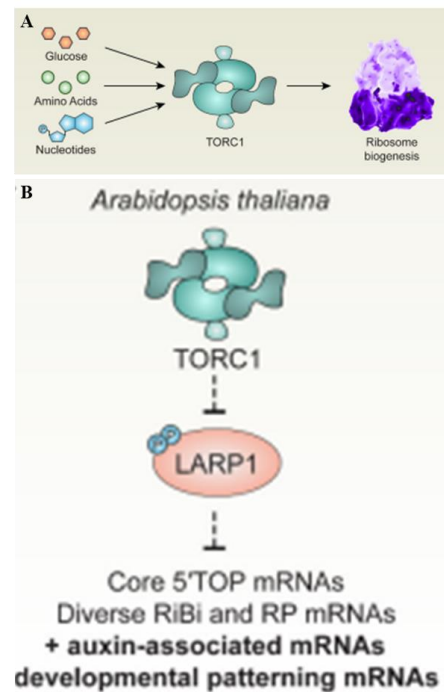 A
Glucose
Amino Acids
Nucleotides
TORC1
Ribosome
biogenesis
B
Arabidopsis thaliana
TORC1
LARP1
Core 5'TOP mRNAs
Diverse RiBi and RP mRNAs
+ auxin-associated mRNAs
developmental patterning mRNAs